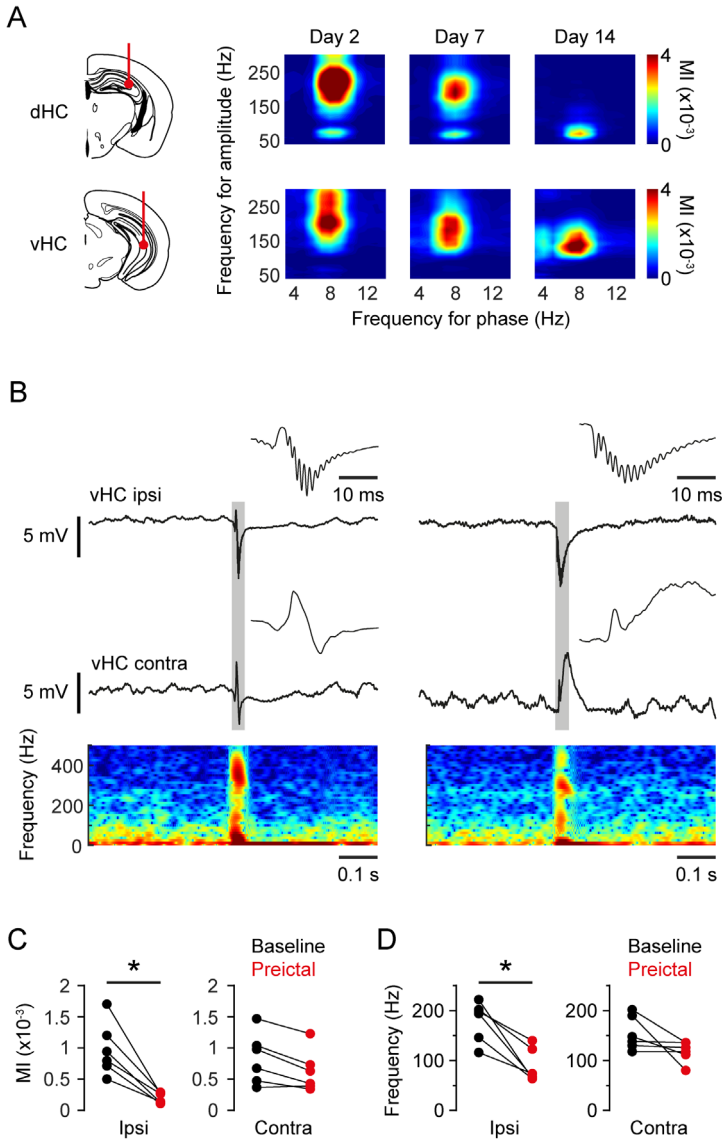 A
Day 2 Day 7 Day 14
dHC
vHC
Frequency for amplitude (Hz)
250
150
50
250
150
50
4
0
MI (x10-3)
4
0
MI (x10-3)
4 8 12 4 8 12 4 8 12
Frequency for phase (Hz)
B
10 ms 10 ms
vHC ipsi
5 mV
vHC contra
5 mV
Frequency (Hz)
400
200
0
0.1 s 0.1 s
C
Baseline
Preictal
*
MI (x10-3)
2
1.5
1
0.5
0
Ipsi
2
1.5
1
0.5
0
Contra
D
Baseline
Preictal
*
Frequency (Hz)
200
100
0
Ipsi
200
100
0
Contra